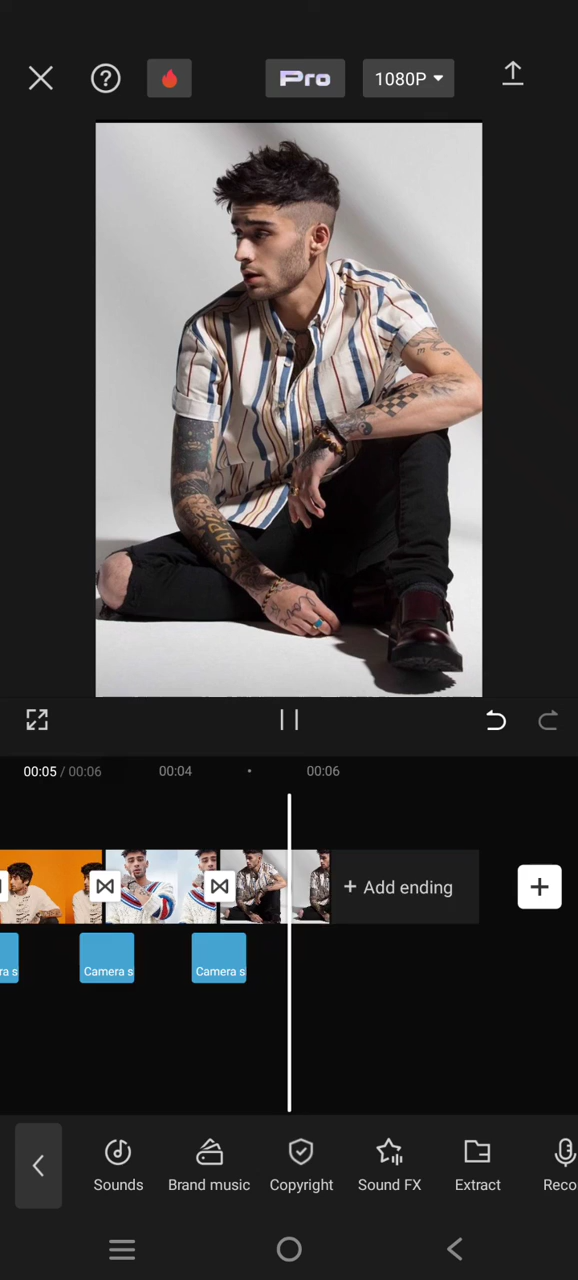 Pro
1080P
00:05 / 00:06
00:04
00:06
+ Add ending
ra s
Camera s
Camera s
Sounds
Brand music
Copyright
Sound FX
Extract
Reco